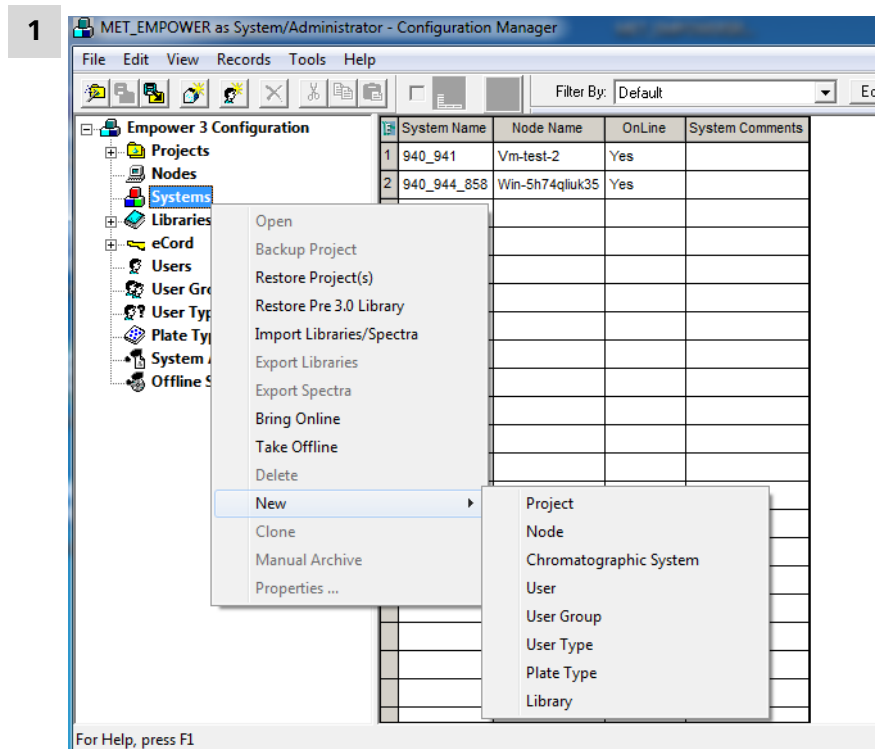 1
MET_EMPOWER as System/Administrator - Configuration Manager
File Edit View Records Tools Help
Filter By: Default
Empower 3 Configuration
Projects
Nodes
Systems
Libraries
eCord
Users
User Gr
User Typ
Plate Ty
System
Offline S
System Name Node Name OnLine System Comments
1 940_941 Vm-test-2 Yes
2 940_944_858 Win-5h74qliuk35 Yes
Open
Backup Project
Restore Project(s)
Restore Pre 3.0 Library
Import Libraries/Spectra
Export Libraries
Export Spectra
Bring Online
Take Offline
Delete
New
Clone
Manual Archive
Properties ...
Project
Node
Chromatographic System
User
User Group
User Type
Plate Type
Library
For Help, press F1